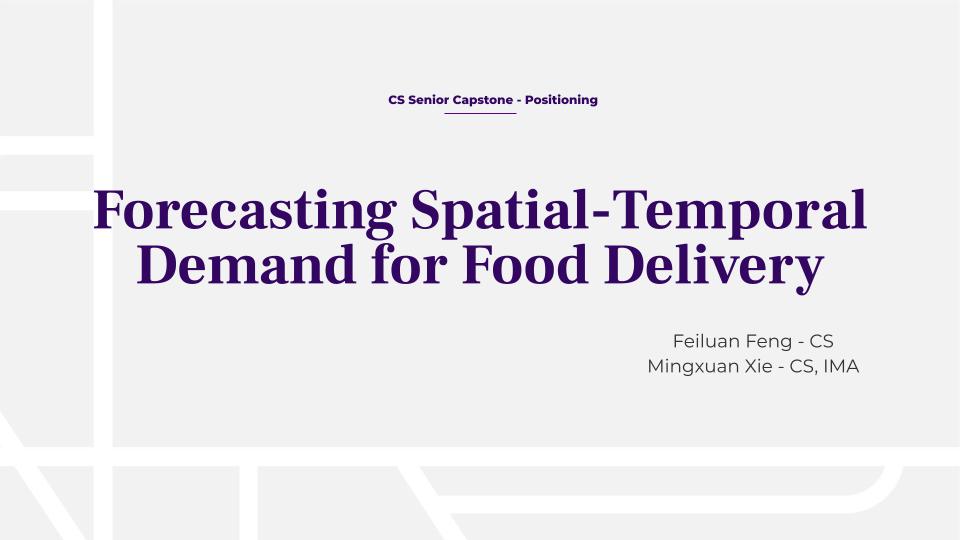 CS Senior Capstone - Positioning
Forecasting Spatial-Temporal
Demand for Food Delivery
Feiluan Feng - CS
Mingxuan Xie - CS, IMA